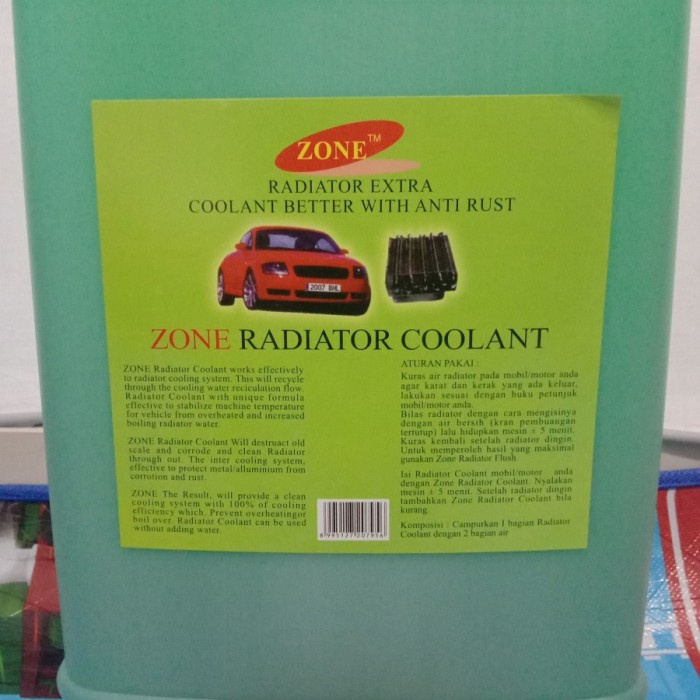 ZONE™
RADIATOR EXTRA
COOLANT BETTER WITH ANTI RUST
2007 BHL
ZONE RADIATOR COOLANT
ZONE Radiator Coolant works effectively
to radiator cooling system. This will recycle
through the cooling water reciculation flow.
Radiator Coolant with unique formula
effective to stabilize machine temperature
for vehicle from overheated and increased
boiling radiator water.
ZONE Radiator Coolant Will destruact old
scale and corrode and clean Radiator
through out. The inter cooling system,
effective to protect metal/alluminium from
corrotion and rust.
ZONE The Result, will provide a clean
cooling system with 100% of cooling
efficiency which. Prevent overheatingor
boil over. Radiator Coolant can be used
without adding water.
8 995127 207956
ATURAN PAKAI :
Kuras air radiator pada mobil/motor anda
agar karat dan kerak yang ada keluar,
lakukan sesuai dengan buku petunjuk
mobil/motor anda.
Bilas radiator dengan cara mengisinya
dengan air bersih (kran pembuangan
tertutup) lalu hidupkan mesin ± 5 menit.
Kuras kembali setelah radiator dingin.
Untuk memperoleh hasil yang maksimal
gunakan Zone Radiator Flush.
Isi Radiator Coolant mobil/motor anda
dengan Zone Radiator Coolant. Nyalakan
mesin ± 5 menit. Setelah radiator dingin
tambahkan Zone Radiator Coolant bila
kurang.
Komposisi : Campurkan 1 bagian Radiator
Coolant dengan 2 bagian air